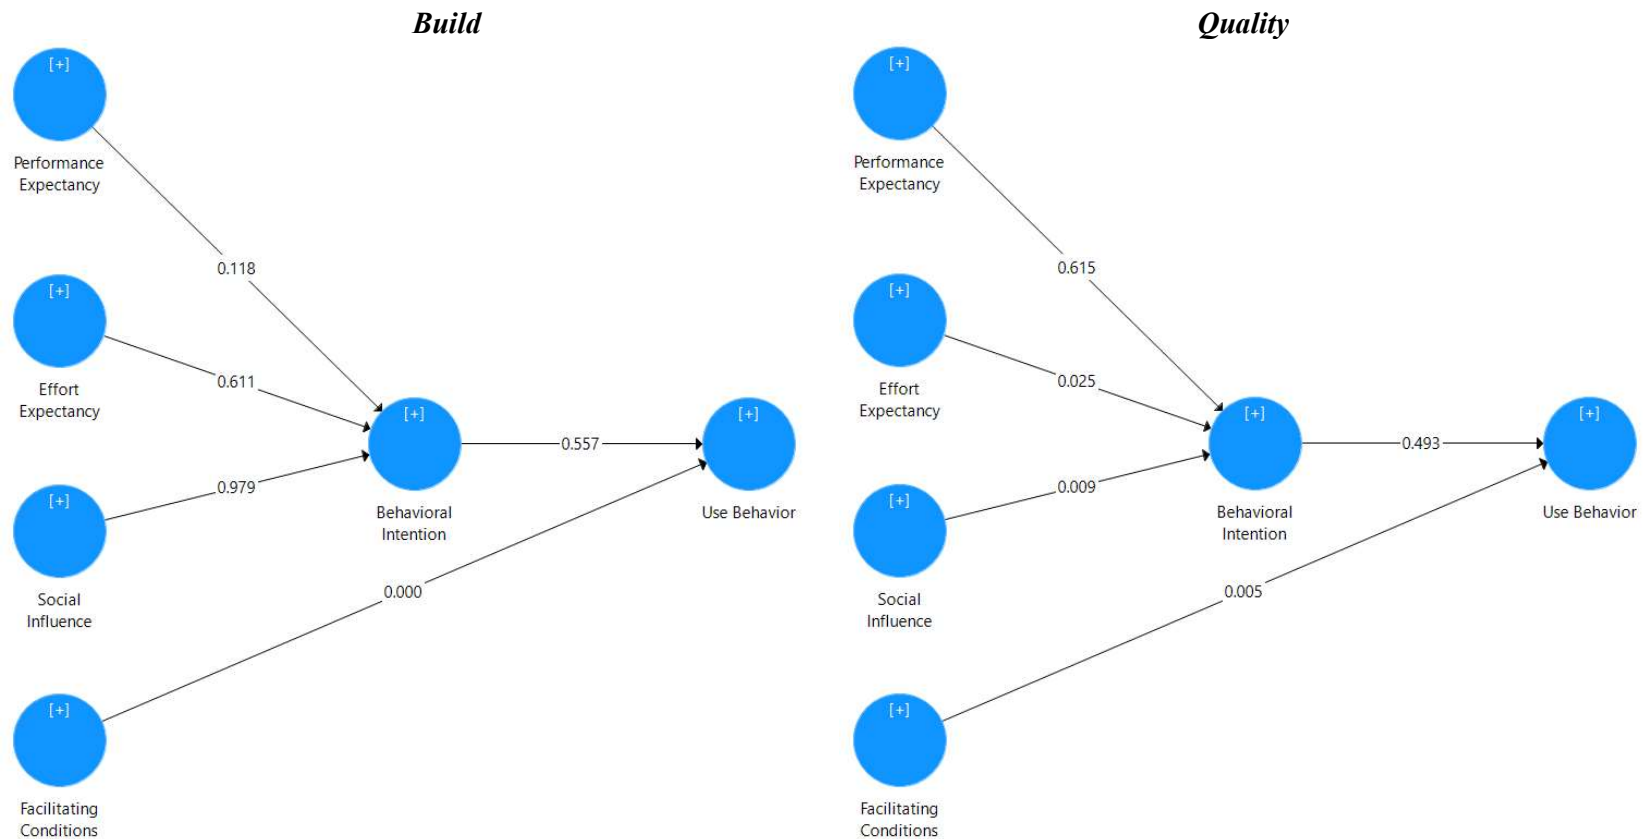 Build
[+]
Performance
Expectancy
0.118
[+]
Effort
Expectancy
0.611
[+]
Social
Influence
0.979
[+]
Behavioral
Intention
0.557
[+]
Use Behavior
0.000
[+]
Facilitating
Conditions
Quality
[+]
Performance
Expectancy
0.615
[+]
Effort
Expectancy
0.025
[+]
Social
Influence
0.009
[+]
Behavioral
Intention
0.493
[+]
Use Behavior
0.005
[+]
Facilitating
Conditions